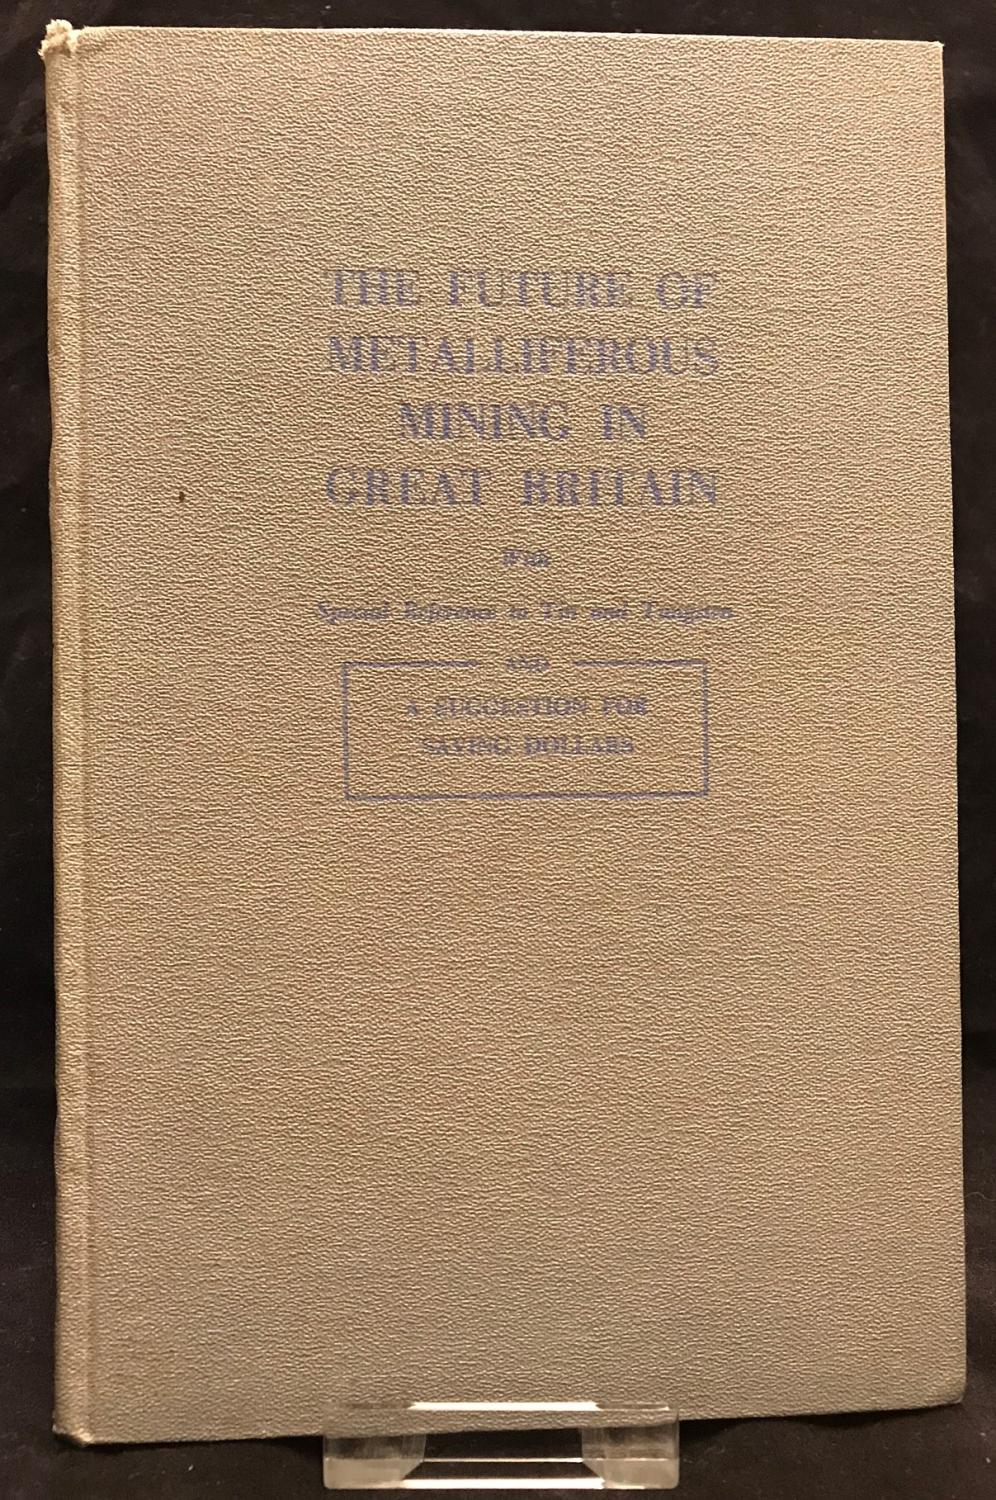 THE FUTURE OF
METALLIFEROUS
MINING IN
GREAT BRITAIN
With
Special Reference to Tin and Tungsten
AND
A SUGGESTION FOR
SAVING DOLLARS